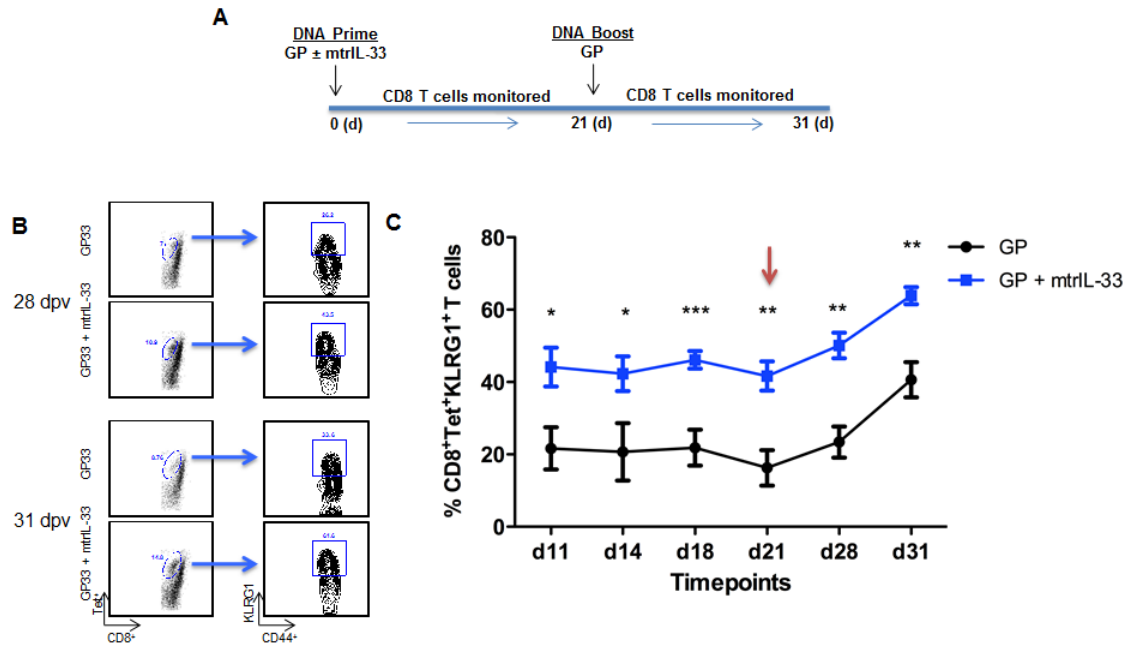 A
DNA Prime
GP ± mtrIL-33
DNA Boost
GP
CD8 T cells monitored
CD8 T cells monitored
0 (d)
21 (d)
31 (d)
B
28 dpv
GP33
GP33 + mtrIL-33
31 dpv
GP33
GP33 + mtrIL-33
Tet⁺
CD8⁺
KLRG1
CD44⁺
C
% CD8⁺Tet⁺KLRG1⁺ T cells
80
60
40
20
0
*
*
***
**
**
**
GP
GP + mtrIL-33
d11
d14
d18
d21
d28
d31
Timepoints